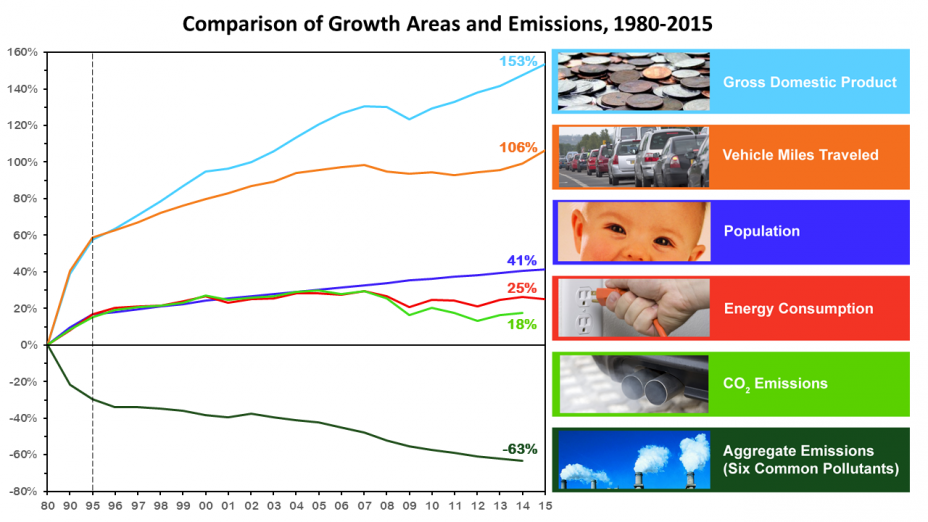 Comparison of Growth Areas and Emissions, 1980-2015
160%
140%
120%
100%
80%
60%
40%
20%
0%
-20%
-40%
-60%
-80%
153%
106%
41%
25%
18%
-63%
80 90 95 96 97 98 99 00 01 02 03 04 05 06 07 08 09 10 11 12 13 14 15
Gross Domestic Product
Vehicle Miles Traveled
Population
Energy Consumption
CO2 Emissions
Aggregate Emissions
(Six Common Pollutants)